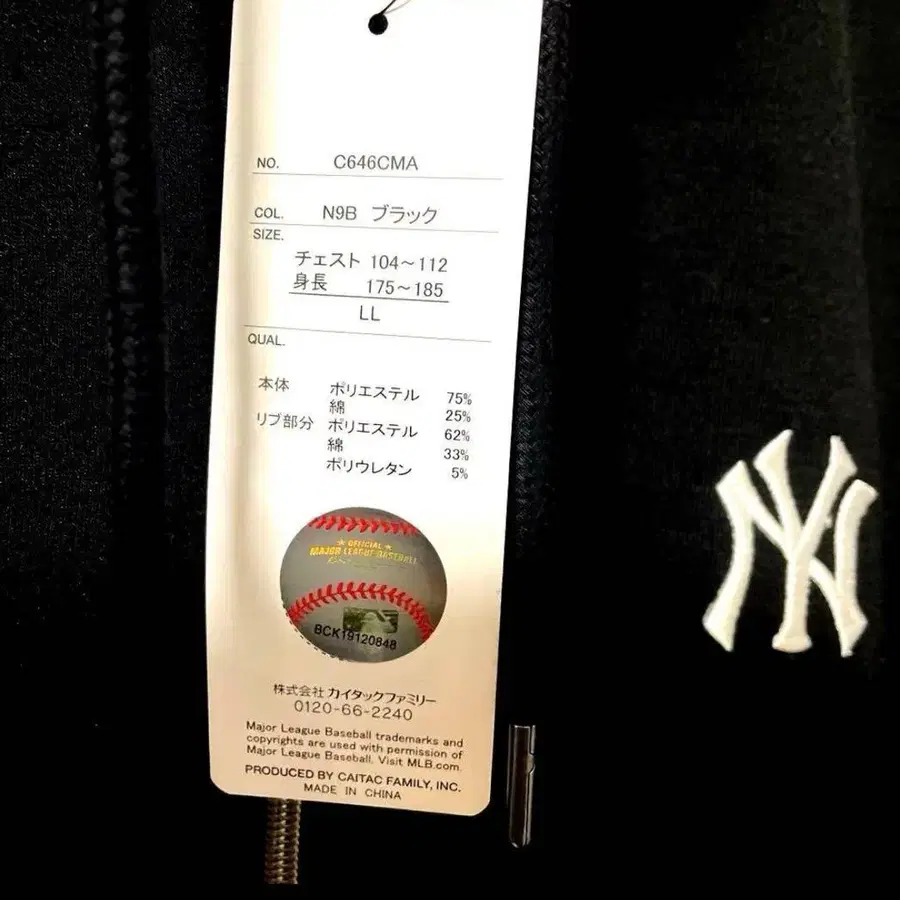 NO. C646CMA
COL. N9B ブラック
SIZE.
チェスト 104～112
身長 175～185
LL
QUAL.
本体 ポリエステル 75%
綿 25%
リブ部分 ポリエステル 62%
綿 33%
ポリウレタン 5%
★ OFFICIAL ★
MAJOR LEAGUE BASEBALL
BCK19120848
株式会社 カイタックファミリー
0120-66-2240
Major League Baseball trademarks and
copyrights are used with permission of
Major League Baseball. Visit MLB.com.
PRODUCED BY CAITAC FAMILY, INC.
MADE IN CHINA
NY